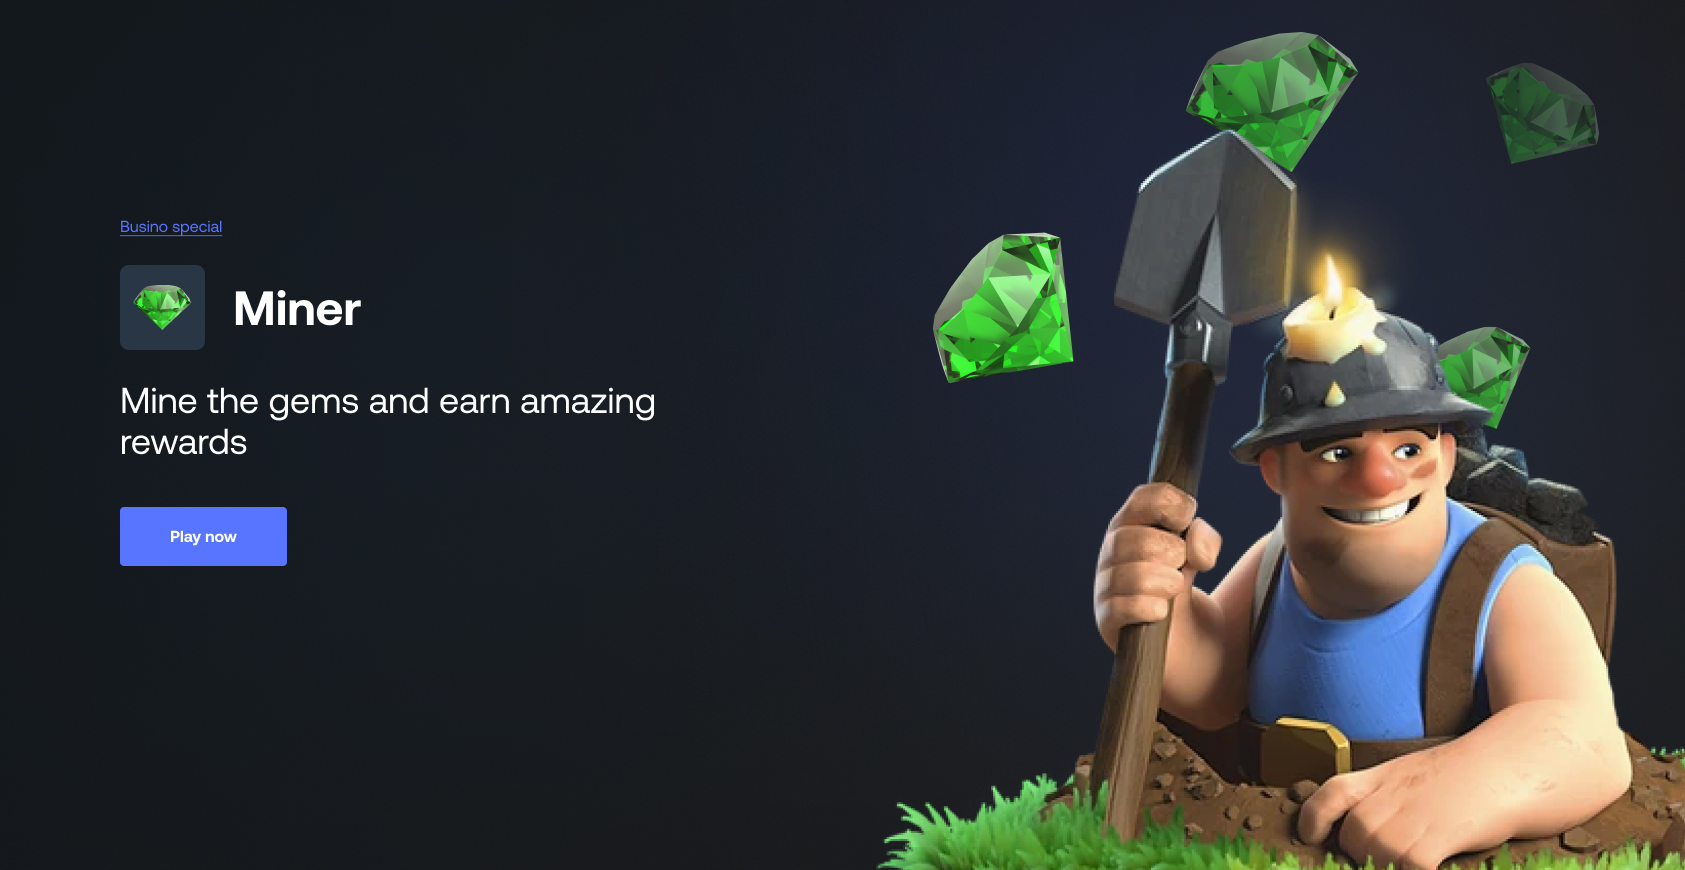 Busino special
Miner
Mine the gems and earn amazing
rewards
Play now